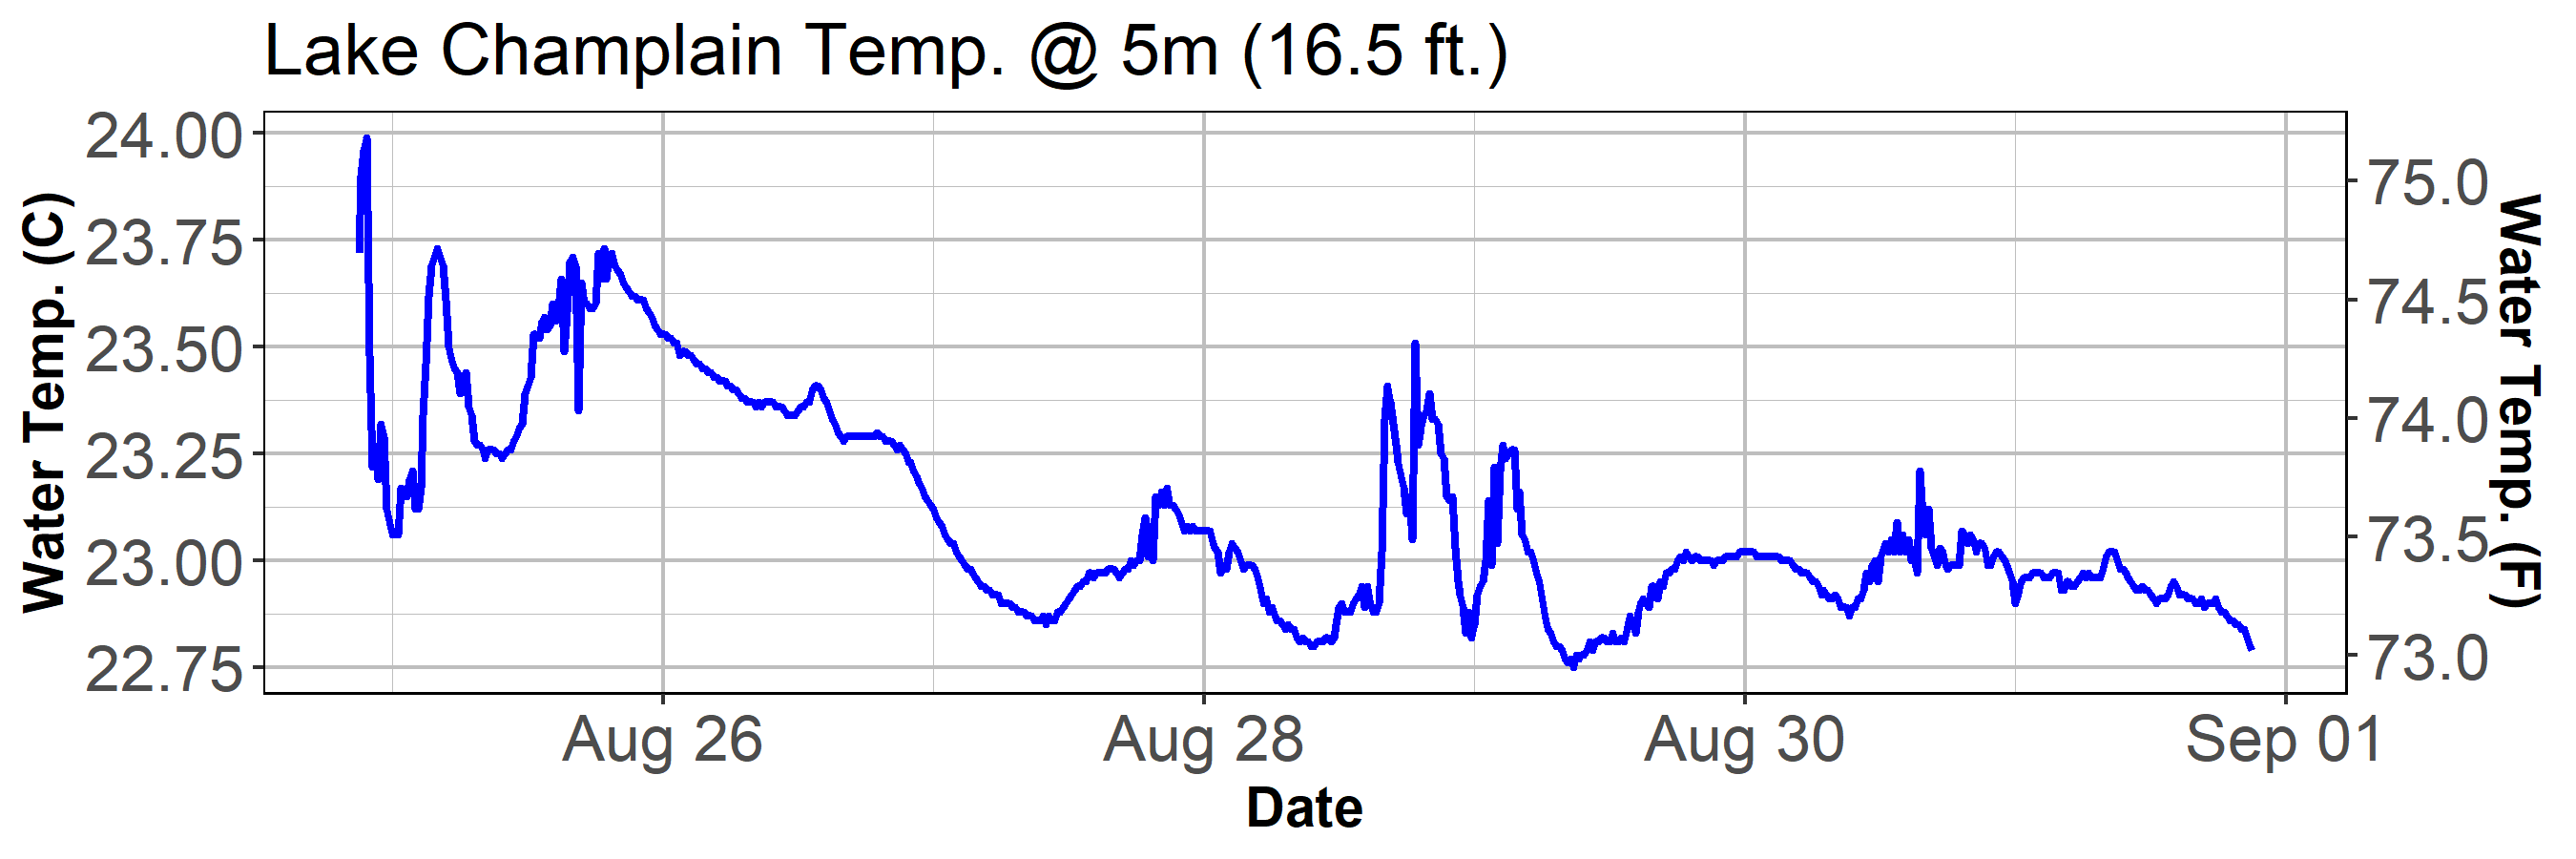 Lake Champlain Temp. @ 5m (16.5 ft.)
Water Temp. (C)
24.00
23.75
23.50
23.25
23.00
22.75
75.0
74.5
74.0
73.5
73.0
Water Temp. (F)
Aug 26 Aug 28 Aug 30 Sep 01
Date